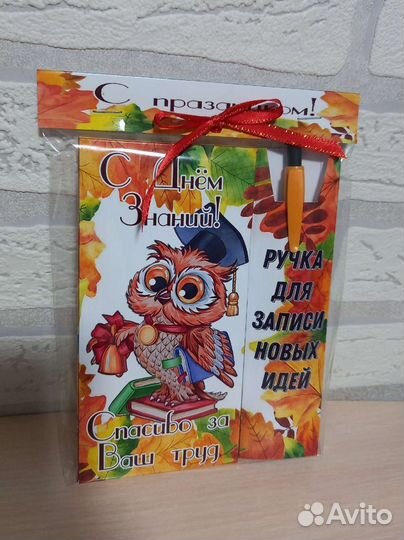 С праздником!
С Днём
Знаний!
РУЧКА
ДЛЯ
ЗАПИСИ
НОВЫХ
ИДЕЙ
Спасибо за
Ваш труд
Avito